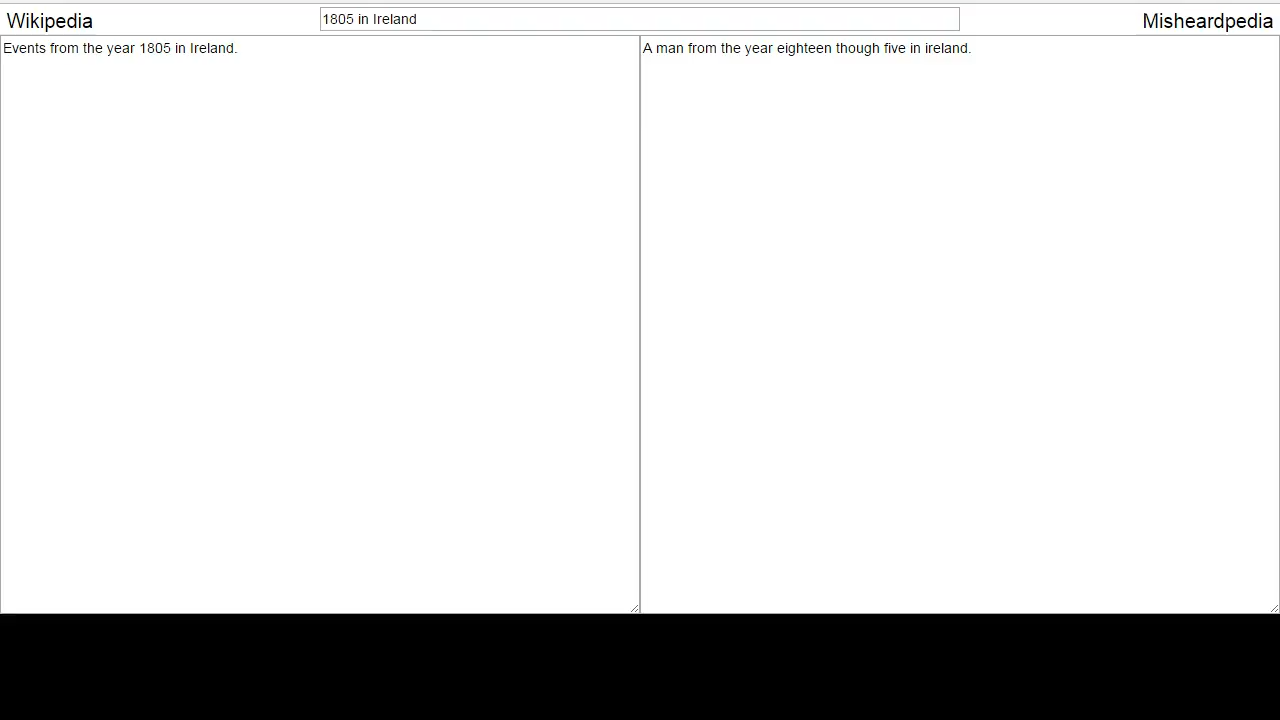 Wikipedia
1805 in Ireland
Misheardpedia
Events from the year 1805 in Ireland.
A man from the year eighteen though five in ireland.